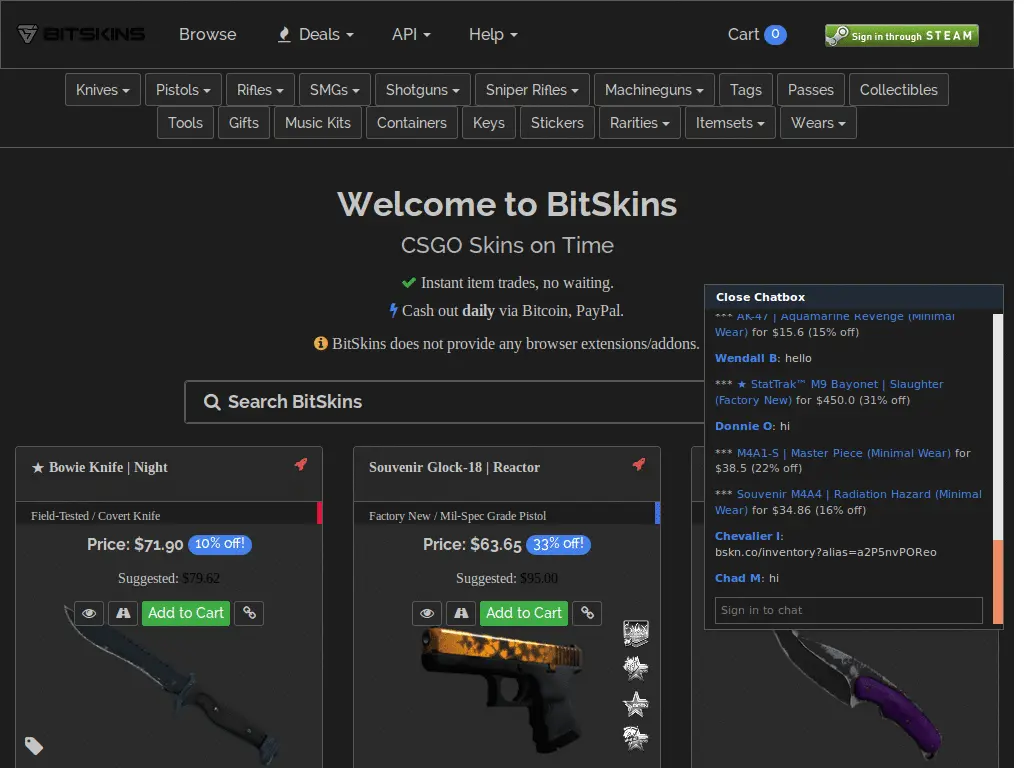 BITSKINS Browse Deals API Help Cart 0 Sign in through STEAM
Knives Pistols Rifles SMGs Shotguns Sniper Rifles Machineguns Tags Passes Collectibles
Tools Gifts Music Kits Containers Keys Stickers Rarities Itemsets Wears
Welcome to BitSkins
CSGO Skins on Time
Instant item trades, no waiting.
Cash out daily via Bitcoin, PayPal.
BitSkins does not provide any browser extensions/addons.
Search BitSkins
★ Bowie Knife | Night
Field-Tested / Covert Knife
Price: $71.90 10% off!
Suggested: $79.62
Add to Cart
Souvenir Glock-18 | Reactor
Factory New / Mil-Spec Grade Pistol
Price: $63.65 33% off!
Suggested: $95.00
Add to Cart
Close Chatbox
*** AK-47 | Aquamarine Revenge (Minimal
Wear) for $15.6 (15% off)
Wendall B: hello
*** ★ StatTrak™ M9 Bayonet | Slaughter
(Factory New) for $450.0 (31% off)
Donnie O: hi
*** M4A1-S | Master Piece (Minimal Wear) for
$38.5 (22% off)
*** Souvenir M4A4 | Radiation Hazard (Minimal
Wear) for $34.86 (16% off)
Chevalier I:
bskn.co/inventory?alias=a2P5nvPOReo
Chad M: hi
Sign in to chat